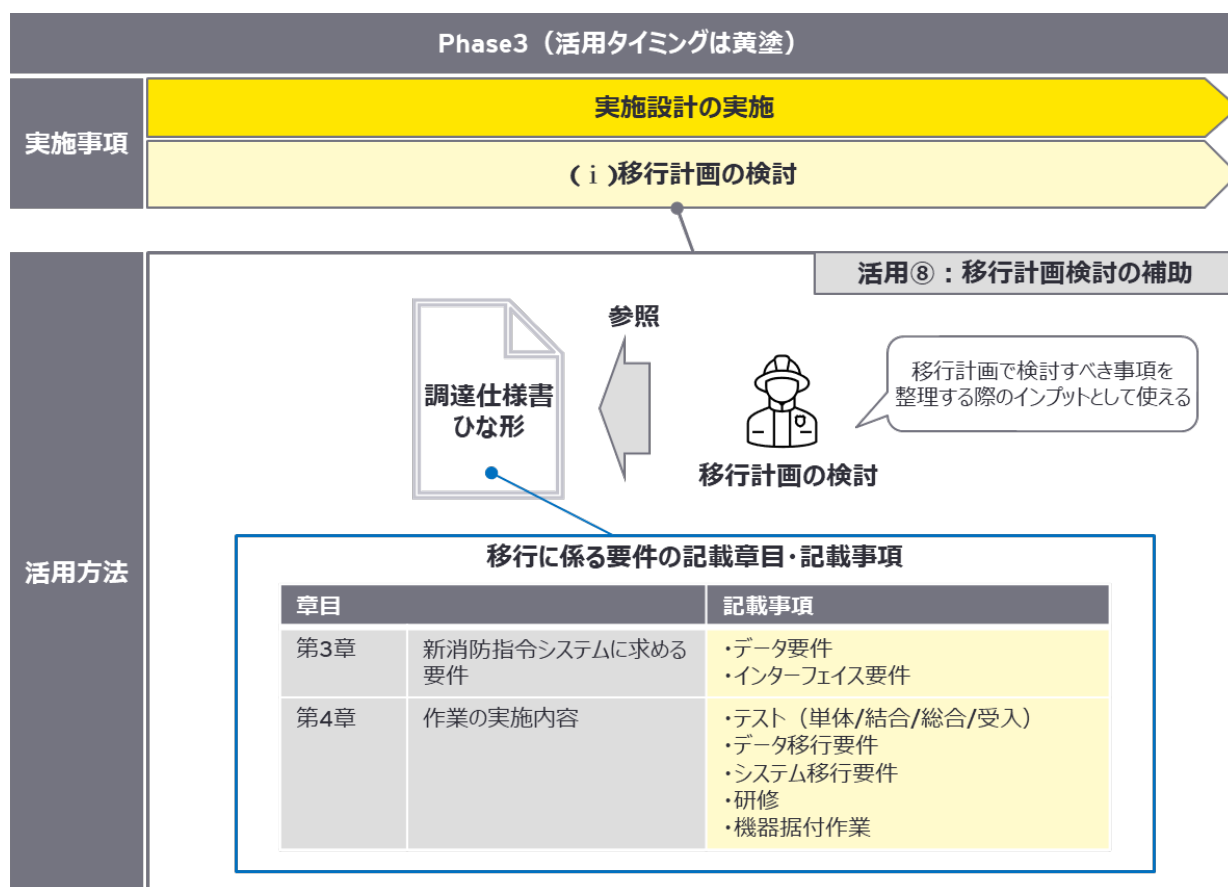 Phase3（活用タイミングは黄塗）
実施事項
実施設計の実施
(ⅰ)移行計画の検討
活用方法
活用⑧：移行計画検討の補助
調達仕様書
ひな形
参照
移行計画の検討
移行計画で検討すべき事項を
整理する際のインプットとして使える
移行に係る要件の記載章目・記載事項
章目 記載事項
第3章 新消防指令システムに求める ・データ要件
要件 ・インターフェイス要件
第4章 作業の実施内容 ・テスト（単体/結合/総合/受入）
・データ移行要件
・システム移行要件
・研修
・機器据付作業